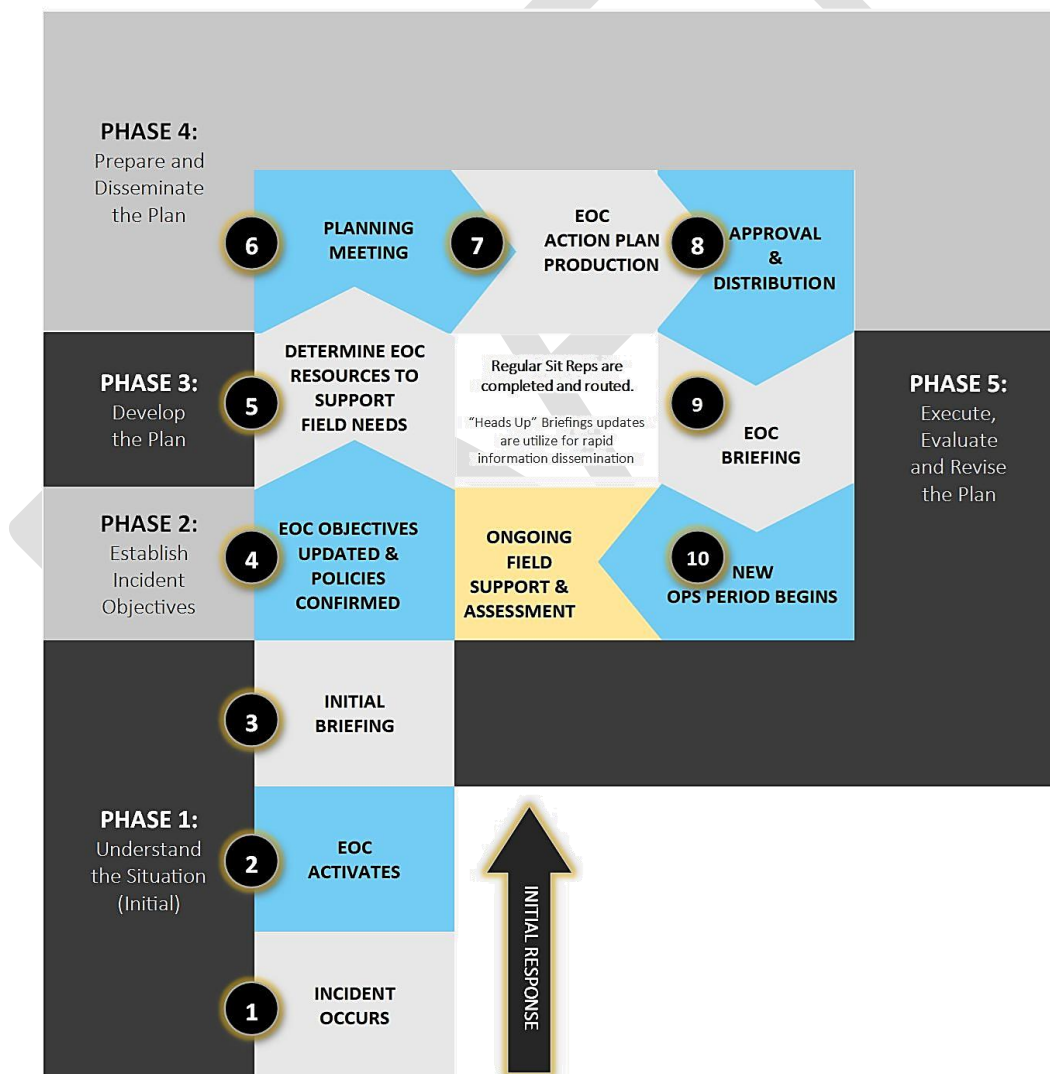 PHASE 4:
Prepare and
Disseminate
the Plan
6
PLANNING
MEETING
7
EOC
ACTION PLAN
PRODUCTION
8
APPROVAL
&
DISTRIBUTION
PHASE 3:
Develop
the Plan
5
DETERMINE EOC
RESOURCES TO
SUPPORT
FIELD NEEDS
Regular Sit Reps are
completed and routed.
“Heads Up” Briefings updates
are utilize for rapid
information dissemination
9
EOC
BRIEFING
PHASE 5:
Execute,
Evaluate
and Revise
the Plan
PHASE 2:
Establish
Incident
Objectives
4
EOC OBJECTIVES
UPDATED &
POLICIES
CONFIRMED
ONGOING
FIELD
SUPPORT &
ASSESSMENT
10
NEW
OPS PERIOD BEGINS
3
INITIAL
BRIEFING
PHASE 1:
Understand
the Situation
(Initial)
2
EOC
ACTIVATES
1
INCIDENT
OCCURS
INITIAL RESPONSE